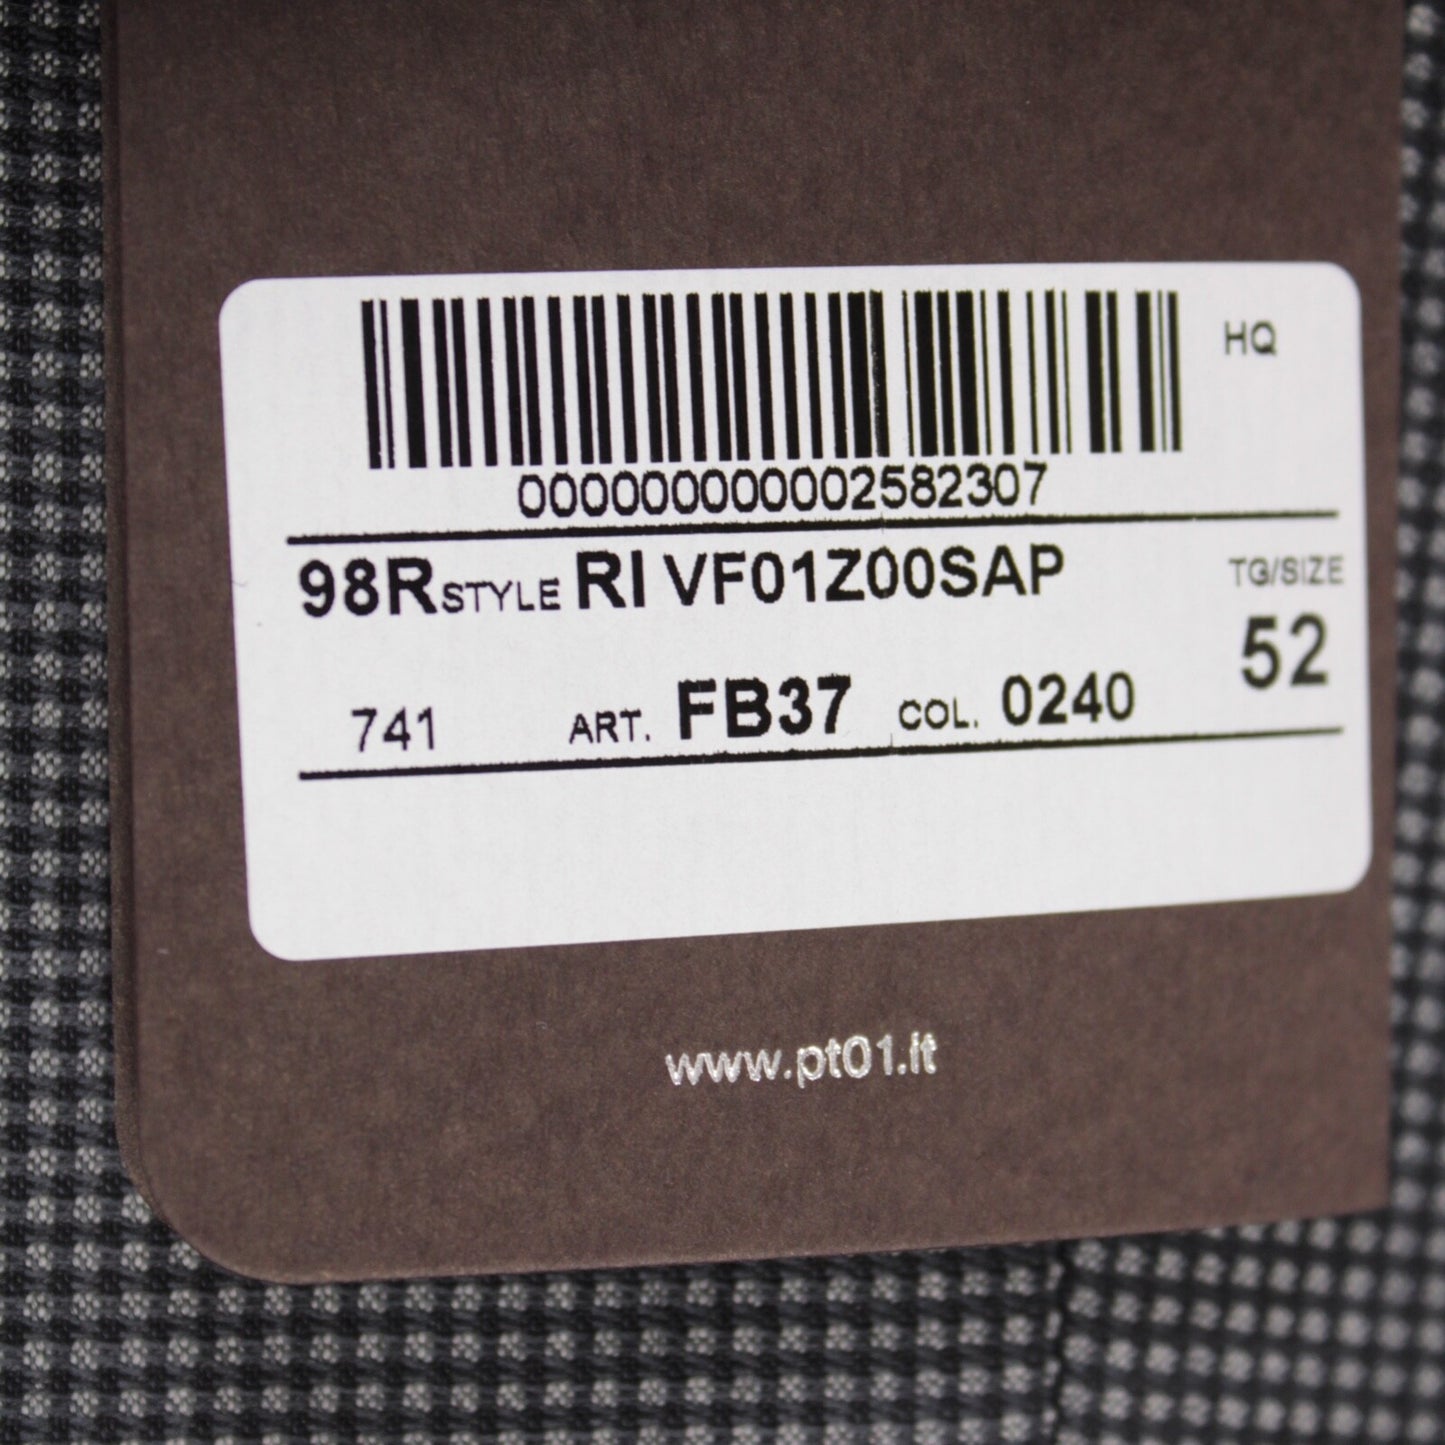 HQ
0000000000002582307
98R STYLE RI VF01Z00SAP TG/SIZE
52
741 ART. FB37 COL. 0240
www.pt01.it